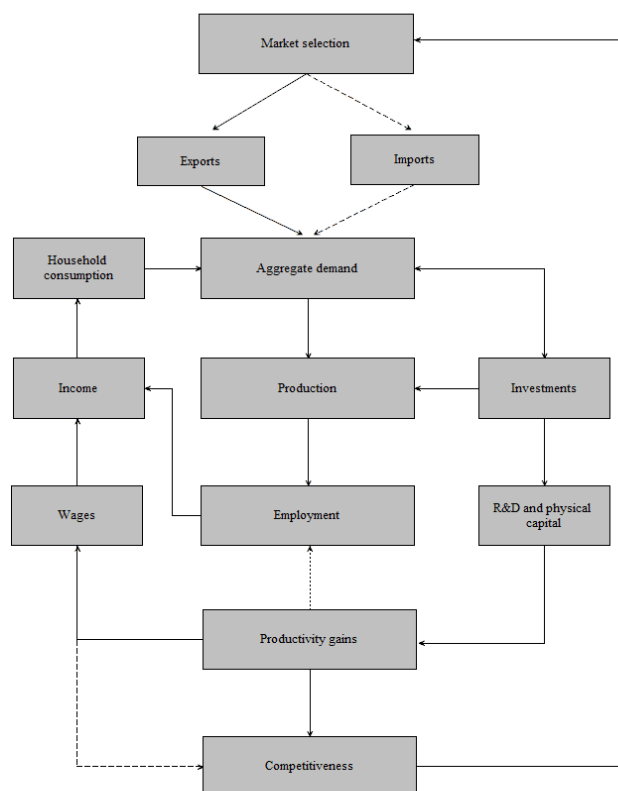 Market selection
Exports
Imports
Household
consumption
Aggregate demand
Income
Production
Investments
Wages
Employment
R&D and physical
capital
Productivity gains
Competitiveness